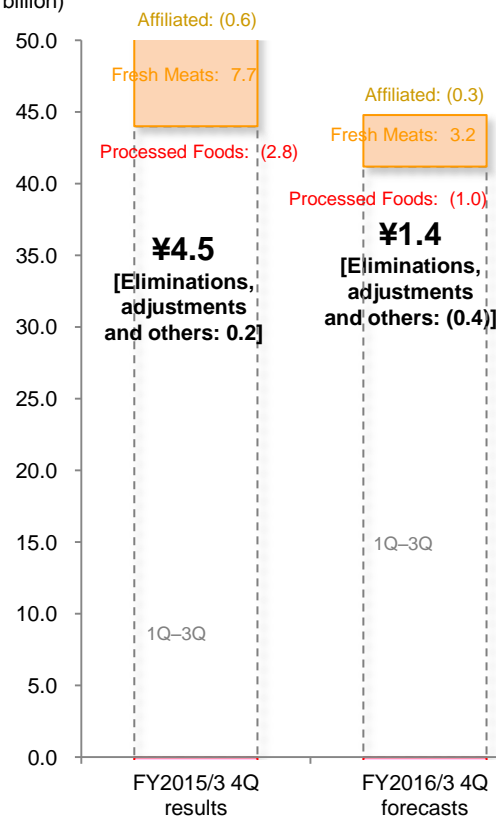 billion)
Affiliated: (0.6)
50.0
Fresh Meats: 7.7
45.0
Affiliated: (0.3)
Fresh Meats: 3.2
Processed Foods: (2.8)
40.0
Processed Foods: (1.0)
¥4.5
[Eliminations,
adjustments
and others: 0.2]
¥1.4
[Eliminations,
adjustments
and others: (0.4)]
35.0
30.0
25.0
20.0
15.0
1Q–3Q
10.0
1Q–3Q
5.0
0.0
FY2015/3 4Q
results
FY2016/3 4Q
forecasts